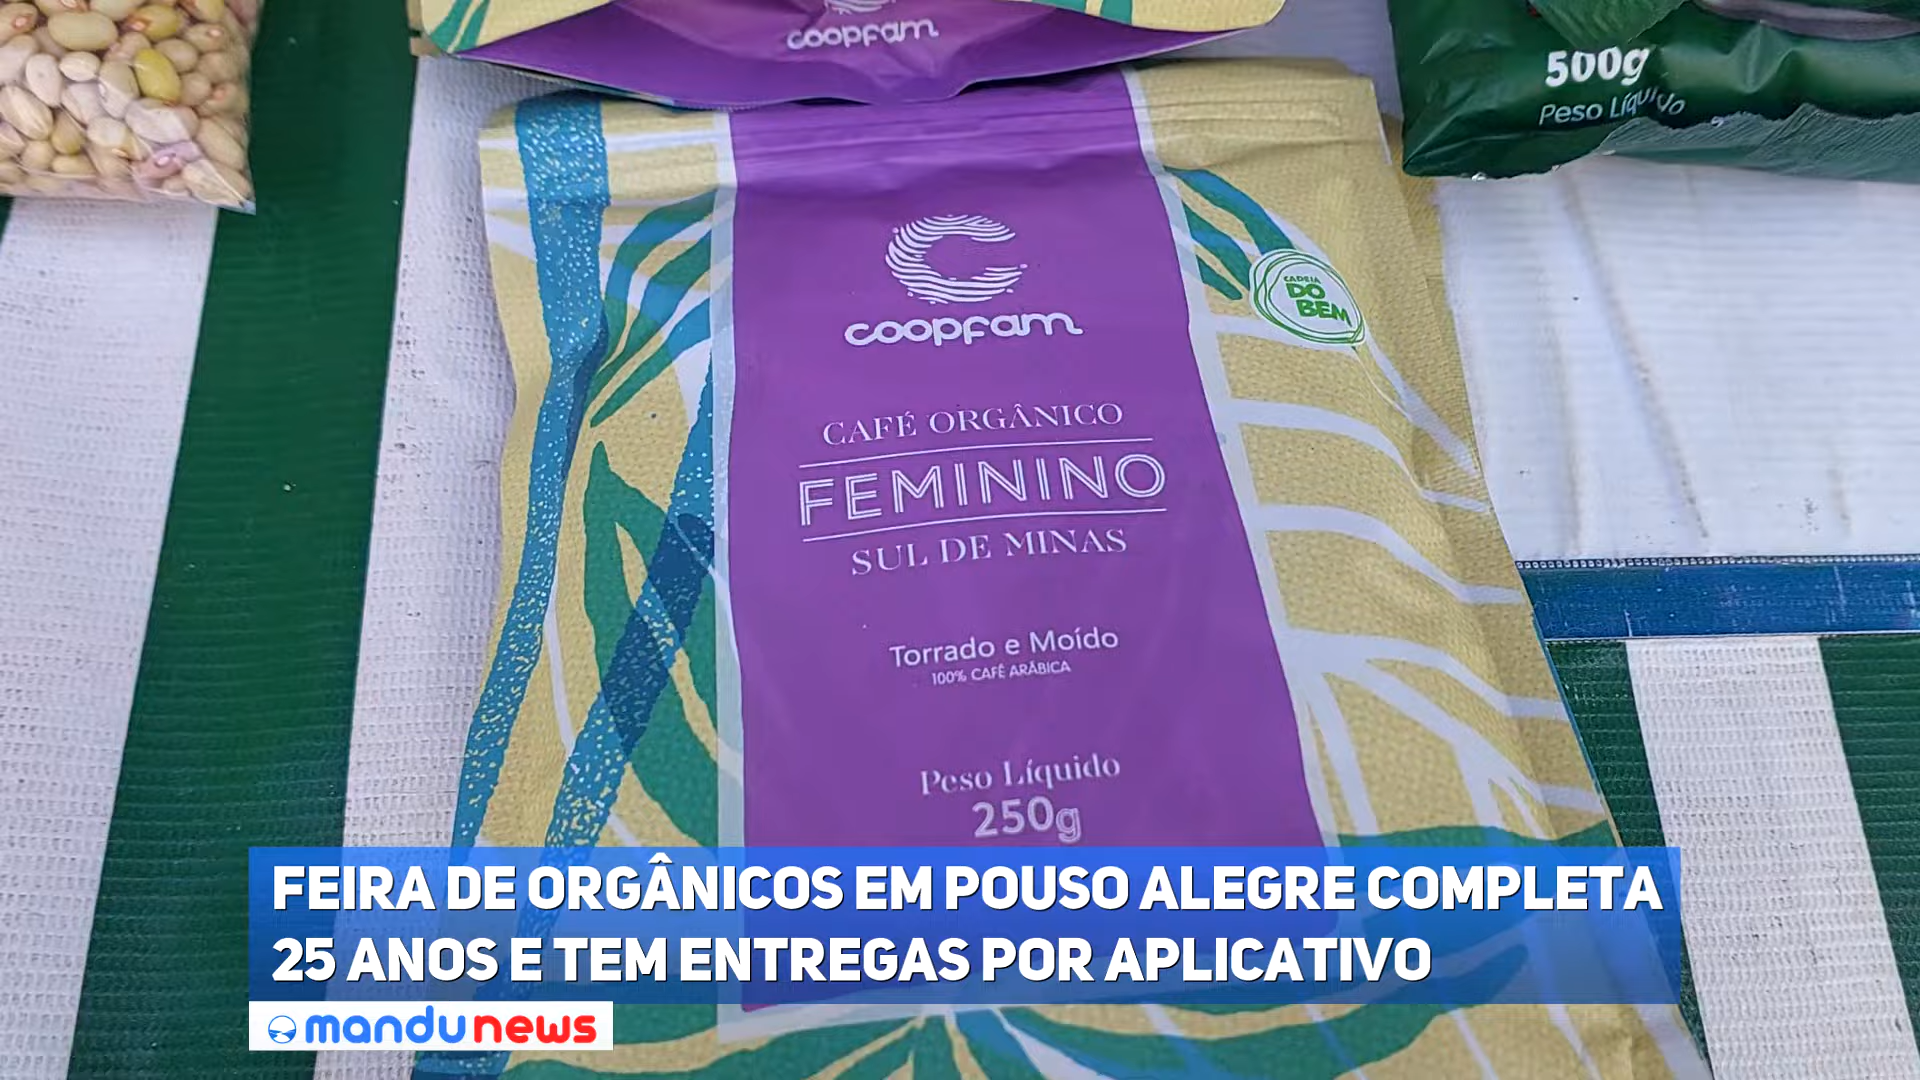 coopfam
500g
Peso Líquido
coopfam
CADEIA
DO
BEM
CAFÉ ORGÂNICO
FEMININO
SUL DE MINAS
Torrado e Moído
100% CAFÉ ARÁBICA
Peso Líquido
250g
FEIRA DE ORGÂNICOS EM POUSO ALEGRE COMPLETA
25 ANOS E TEM ENTREGAS POR APLICATIVO
mandunews